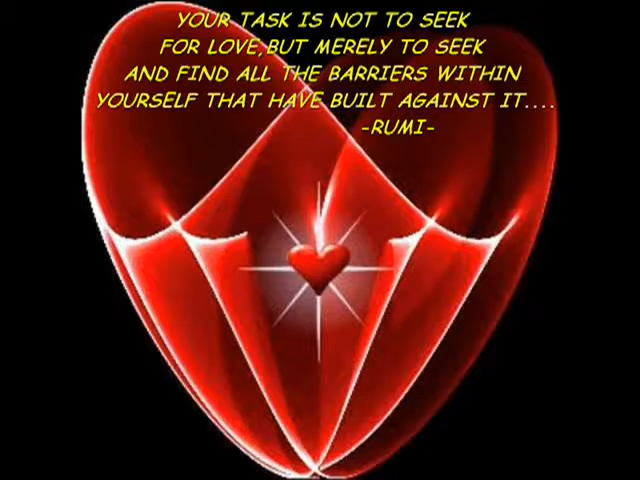 YOUR TASK IS NOT TO SEEK
FOR LOVE,BUT MERELY TO SEEK
AND FIND ALL THE BARRIERS WITHIN
YOURSELF THAT HAVE BUILT AGAINST IT....
-RUMI-